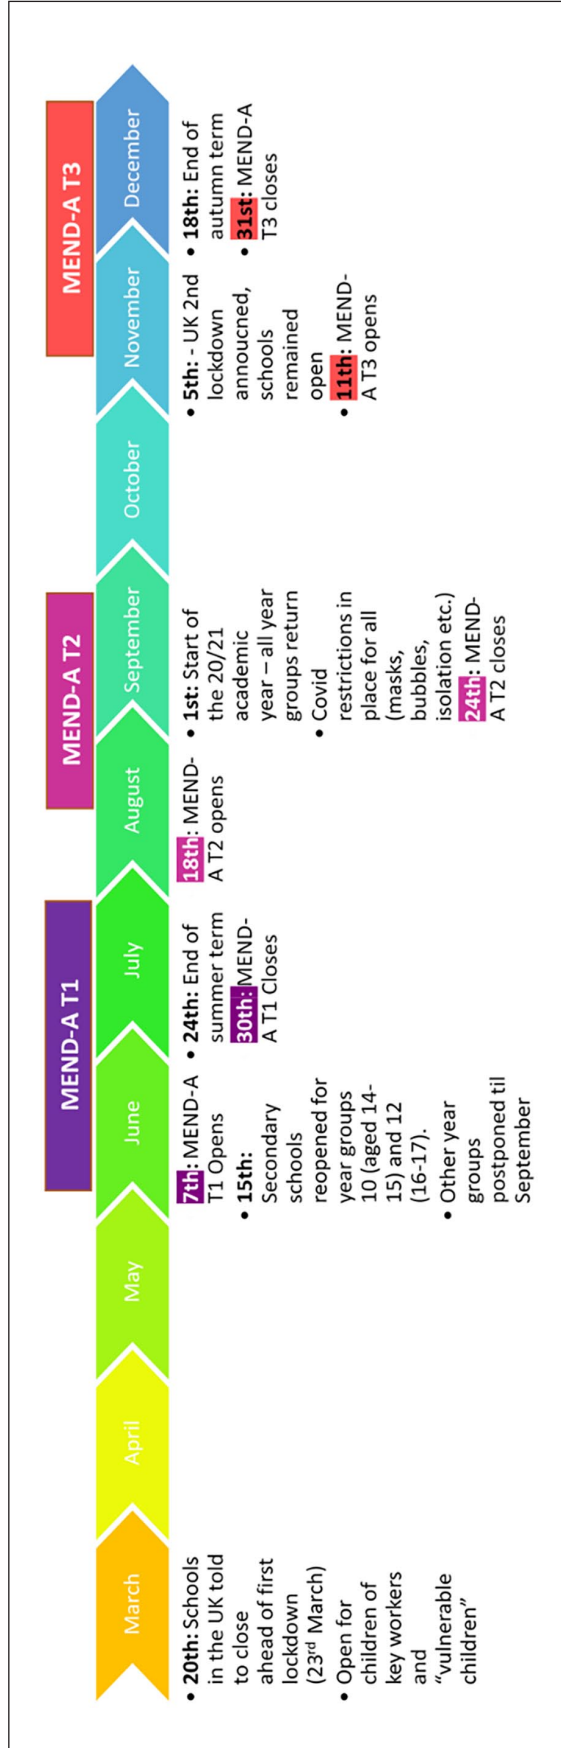 MEND-A T1
MEND-A T2
MEND-A T3
March
April
May
June
July
August
September
October
November
December
• 20th: Schools
in the UK told
to close
ahead of first
lockdown
(23rd March)
• Open for
children of
key workers
and
“vulnerable
children”
7th: MEND-A
T1 Opens
• 15th:
Secondary
schools
reopened for
year groups
10 (aged 14-
15) and 12
(16-17).
• Other year
groups
postponed til
September
• 24th: End of
summer term
30th: MEND-
A T1 Closes
18th: MEND-
A T2 opens
• 1st: Start of
the 20/21
academic
year – all year
groups return
• Covid
restrictions in
place for all
(masks,
bubbles,
isolation etc.)
24th: MEND-
A T2 closes
• 5th: - UK 2nd
lockdown
annoucned,
schools
remained
open
• 11th: MEND-
A T3 opens
• 18th: End of
autumn term
• 31st: MEND-A
T3 closes